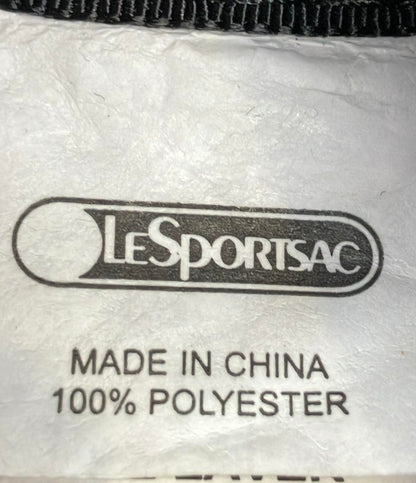 LESPORTSAC
MADE IN CHINA
100% POLYESTER